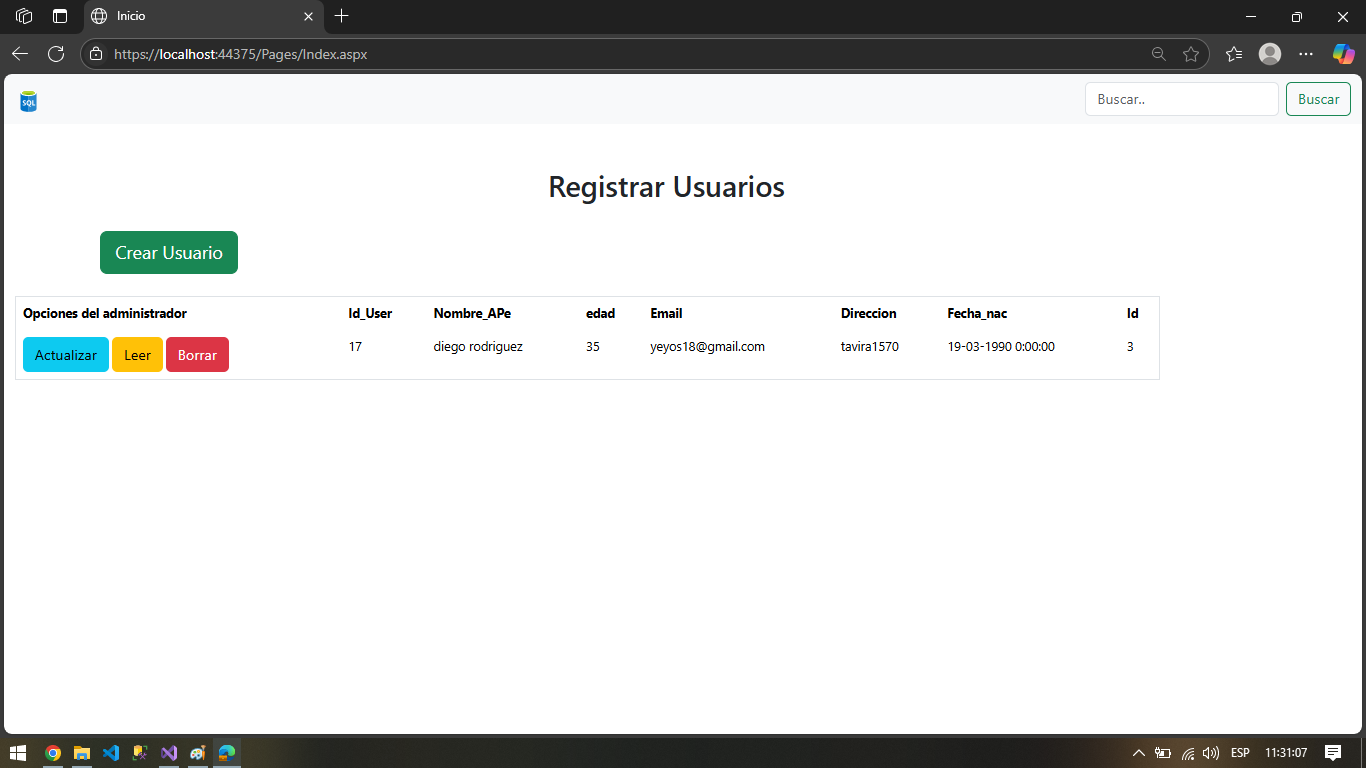 Inicio
https://localhost:44375/Pages/Index.aspx
SQL
Buscar..
Buscar
Registrar Usuarios
Crear Usuario
Opciones del administrador Id_User Nombre_APe edad Email Direccion Fecha_nac Id
Actualizar Leer Borrar 17 diego rodriguez 35 yeyos18@gmail.com tavira1570 19-03-1990 0:00:00 3
ESP 11:31:07